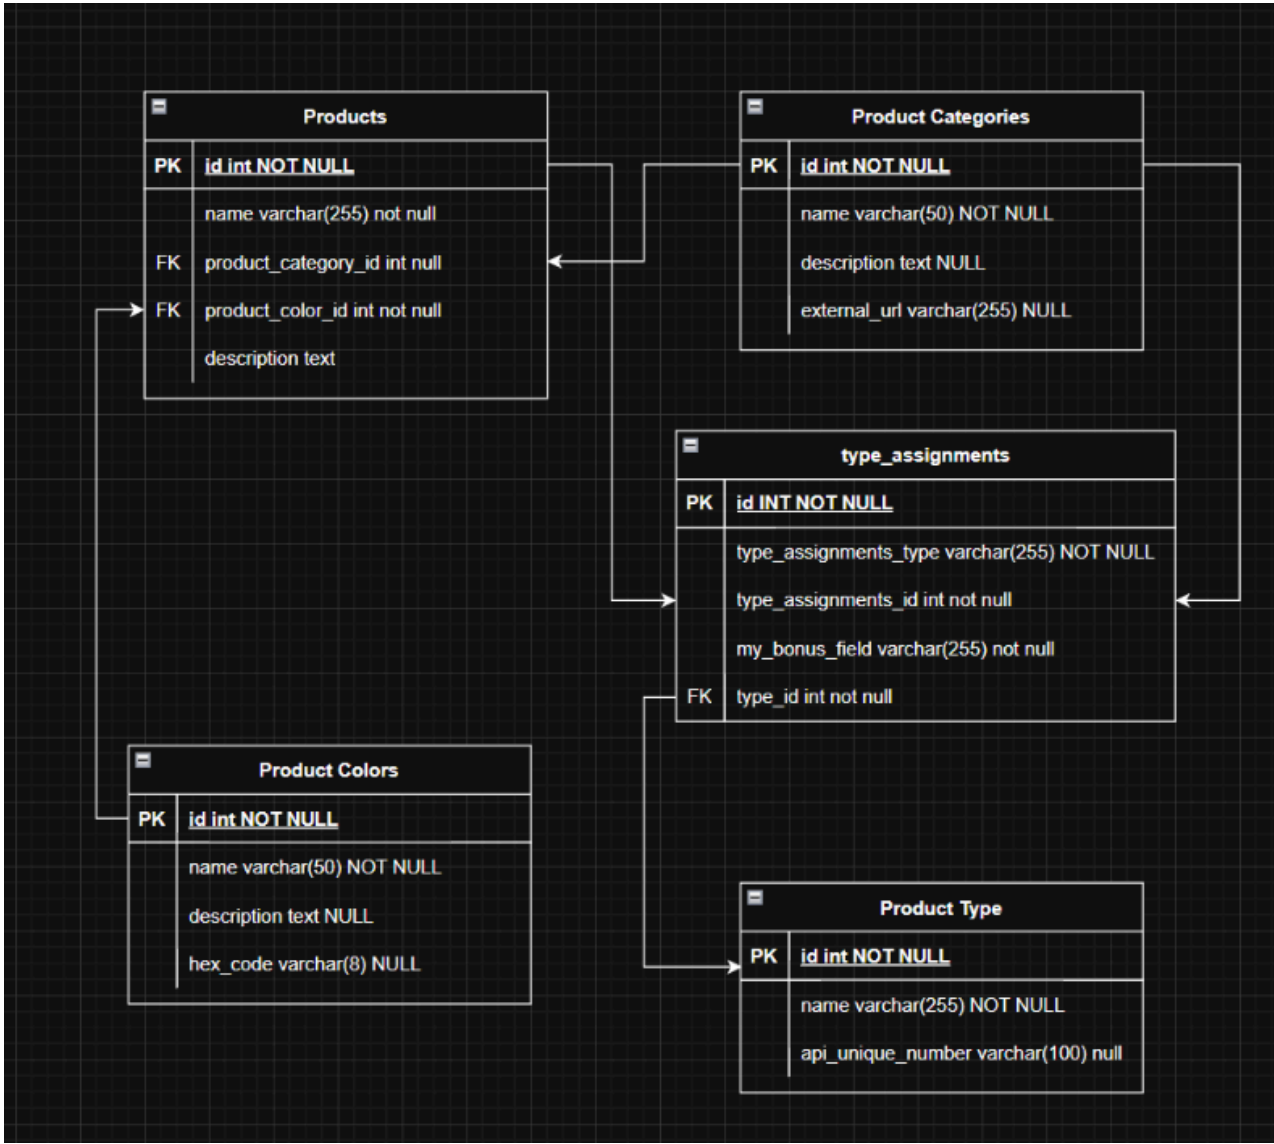 Products
PK id int NOT NULL
name varchar(255) not null
FK product_category_id int null
FK product_color_id int not null
description text
Product Categories
PK id int NOT NULL
name varchar(50) NOT NULL
description text NULL
external_url varchar(255) NULL
type_assignments
PK id INT NOT NULL
type_assignments_type varchar(255) NOT NULL
type_assignments_id int not null
my_bonus_field varchar(255) not null
FK type_id int not null
Product Colors
PK id int NOT NULL
name varchar(50) NOT NULL
description text NULL
hex_code varchar(8) NULL
Product Type
PK id int NOT NULL
name varchar(255) NOT NULL
api_unique_number varchar(100) null